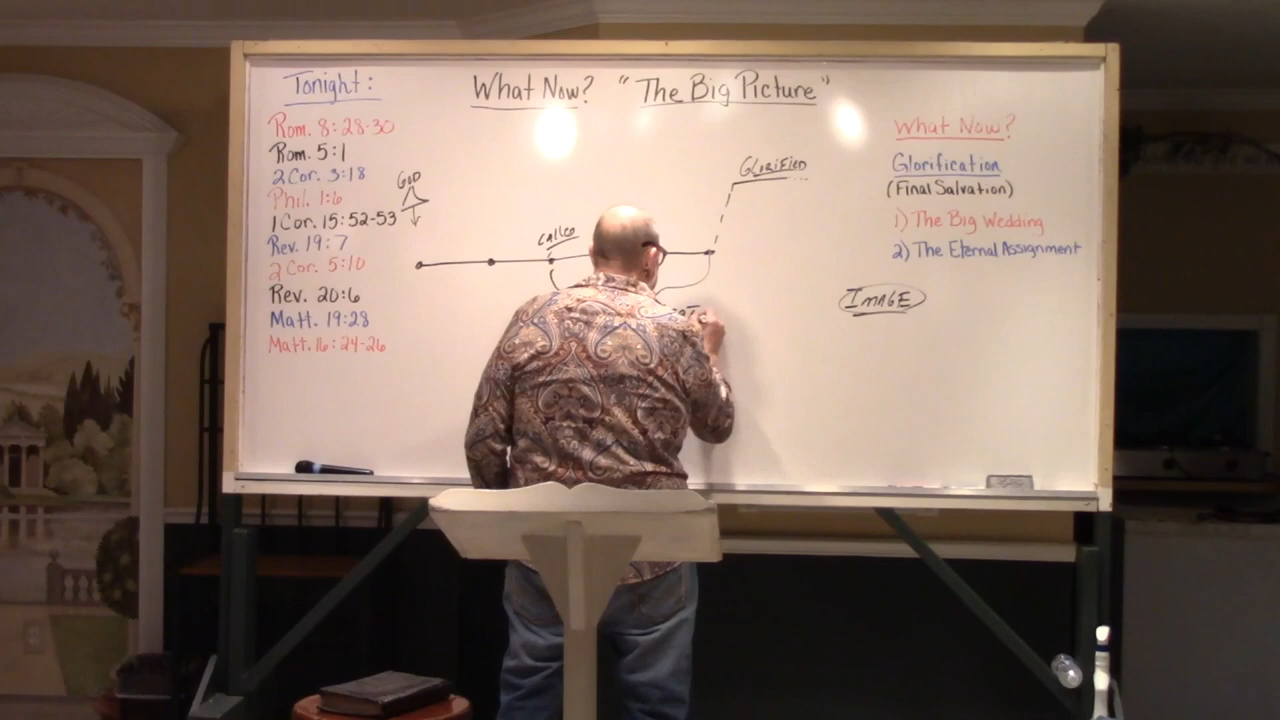 Tonight:
Rom. 8:28-30
Rom. 5:1
2 Cor. 3:18
Phil. 1:6
1 Cor. 15:52-53
Rev. 19:7
2 Cor. 5:10
Rev. 20:6
Matt. 19:28
Matt. 16:24-26
What Now? "The Big Picture"
GOD
CALLED
GLORIFIED
What Now?
Glorification
(Final Salvation)
1) The Big Wedding
2) The Eternal Assignment
IMAGE